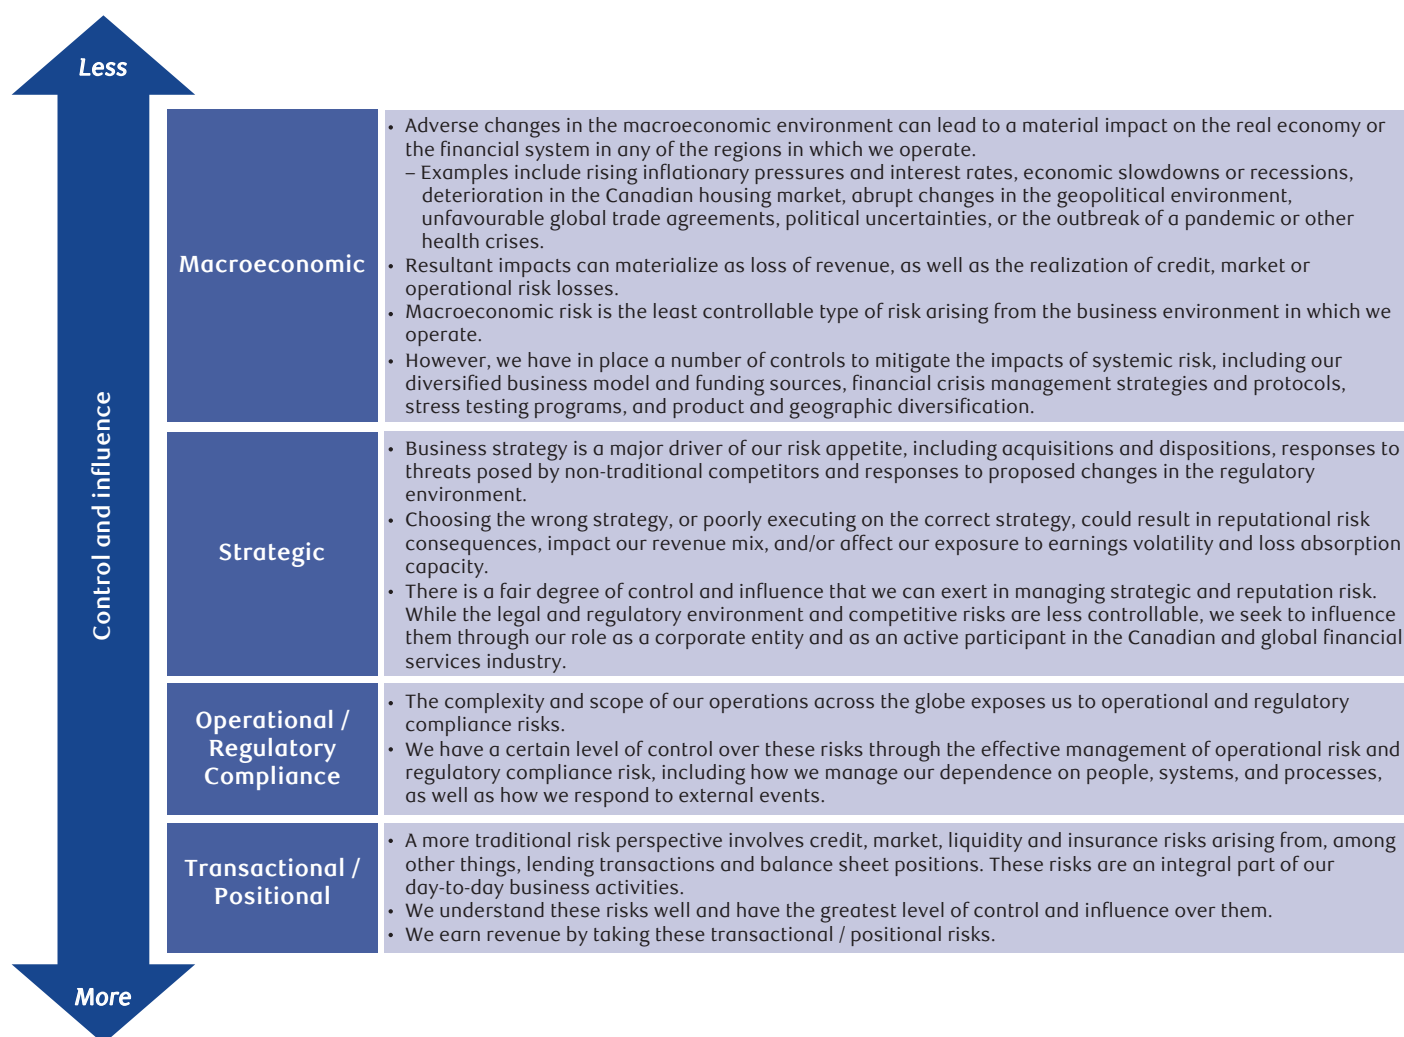 Less
Control and influence
Macroeconomic
• Adverse changes in the macroeconomic environment can lead to a material impact on the real economy or
the financial system in any of the regions in which we operate.
– Examples include rising inflationary pressures and interest rates, economic slowdowns or recessions,
deterioration in the Canadian housing market, abrupt changes in the geopolitical environment,
unfavourable global trade agreements, political uncertainties, or the outbreak of a pandemic or other
health crises.
• Resultant impacts can materialize as loss of revenue, as well as the realization of credit, market or
operational risk losses.
• Macroeconomic risk is the least controllable type of risk arising from the business environment in which we
operate.
• However, we have in place a number of controls to mitigate the impacts of systemic risk, including our
diversified business model and funding sources, financial crisis management strategies and protocols,
stress testing programs, and product and geographic diversification.
Strategic
• Business strategy is a major driver of our risk appetite, including acquisitions and dispositions, responses to
threats posed by non-traditional competitors and responses to proposed changes in the regulatory
environment.
• Choosing the wrong strategy, or poorly executing on the correct strategy, could result in reputational risk
consequences, impact our revenue mix, and/or affect our exposure to earnings volatility and loss absorption
capacity.
• There is a fair degree of control and influence that we can exert in managing strategic and reputation risk.
While the legal and regulatory environment and competitive risks are less controllable, we seek to influence
them through our role as a corporate entity and as an active participant in the Canadian and global financial
services industry.
Operational /
Regulatory
Compliance
• The complexity and scope of our operations across the globe exposes us to operational and regulatory
compliance risks.
• We have a certain level of control over these risks through the effective management of operational risk and
regulatory compliance risk, including how we manage our dependence on people, systems, and processes,
as well as how we respond to external events.
Transactional /
Positional
• A more traditional risk perspective involves credit, market, liquidity and insurance risks arising from, among
other things, lending transactions and balance sheet positions. These risks are an integral part of our
day-to-day business activities.
• We understand these risks well and have the greatest level of control and influence over them.
• We earn revenue by taking these transactional / positional risks.
More